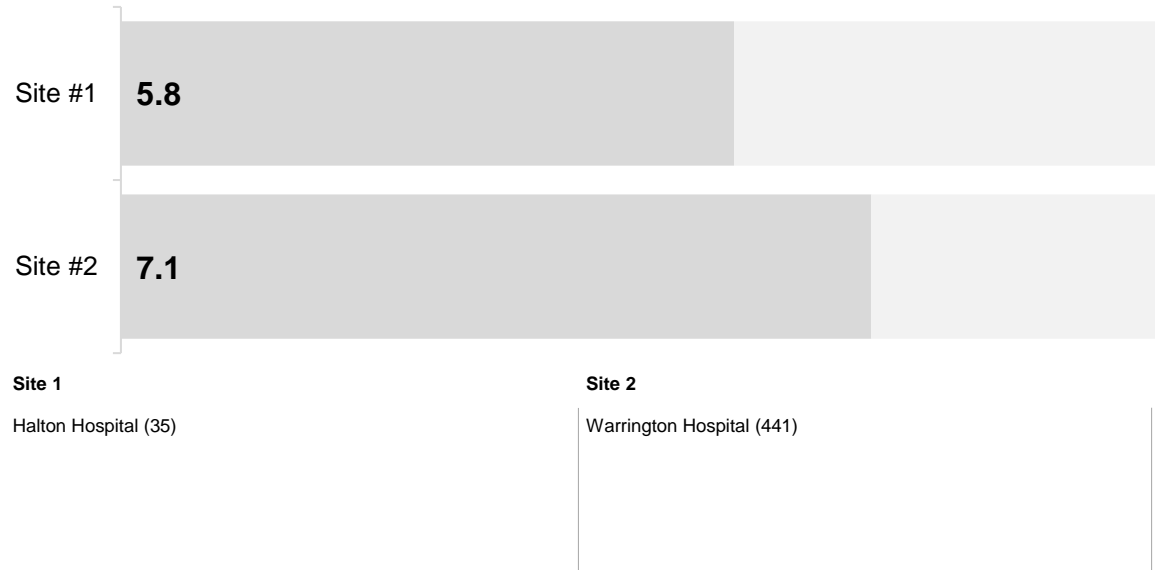 Site #1 5.8
Site #2 7.1
Site 1 Site 2
Halton Hospital (35) Warrington Hospital (441)